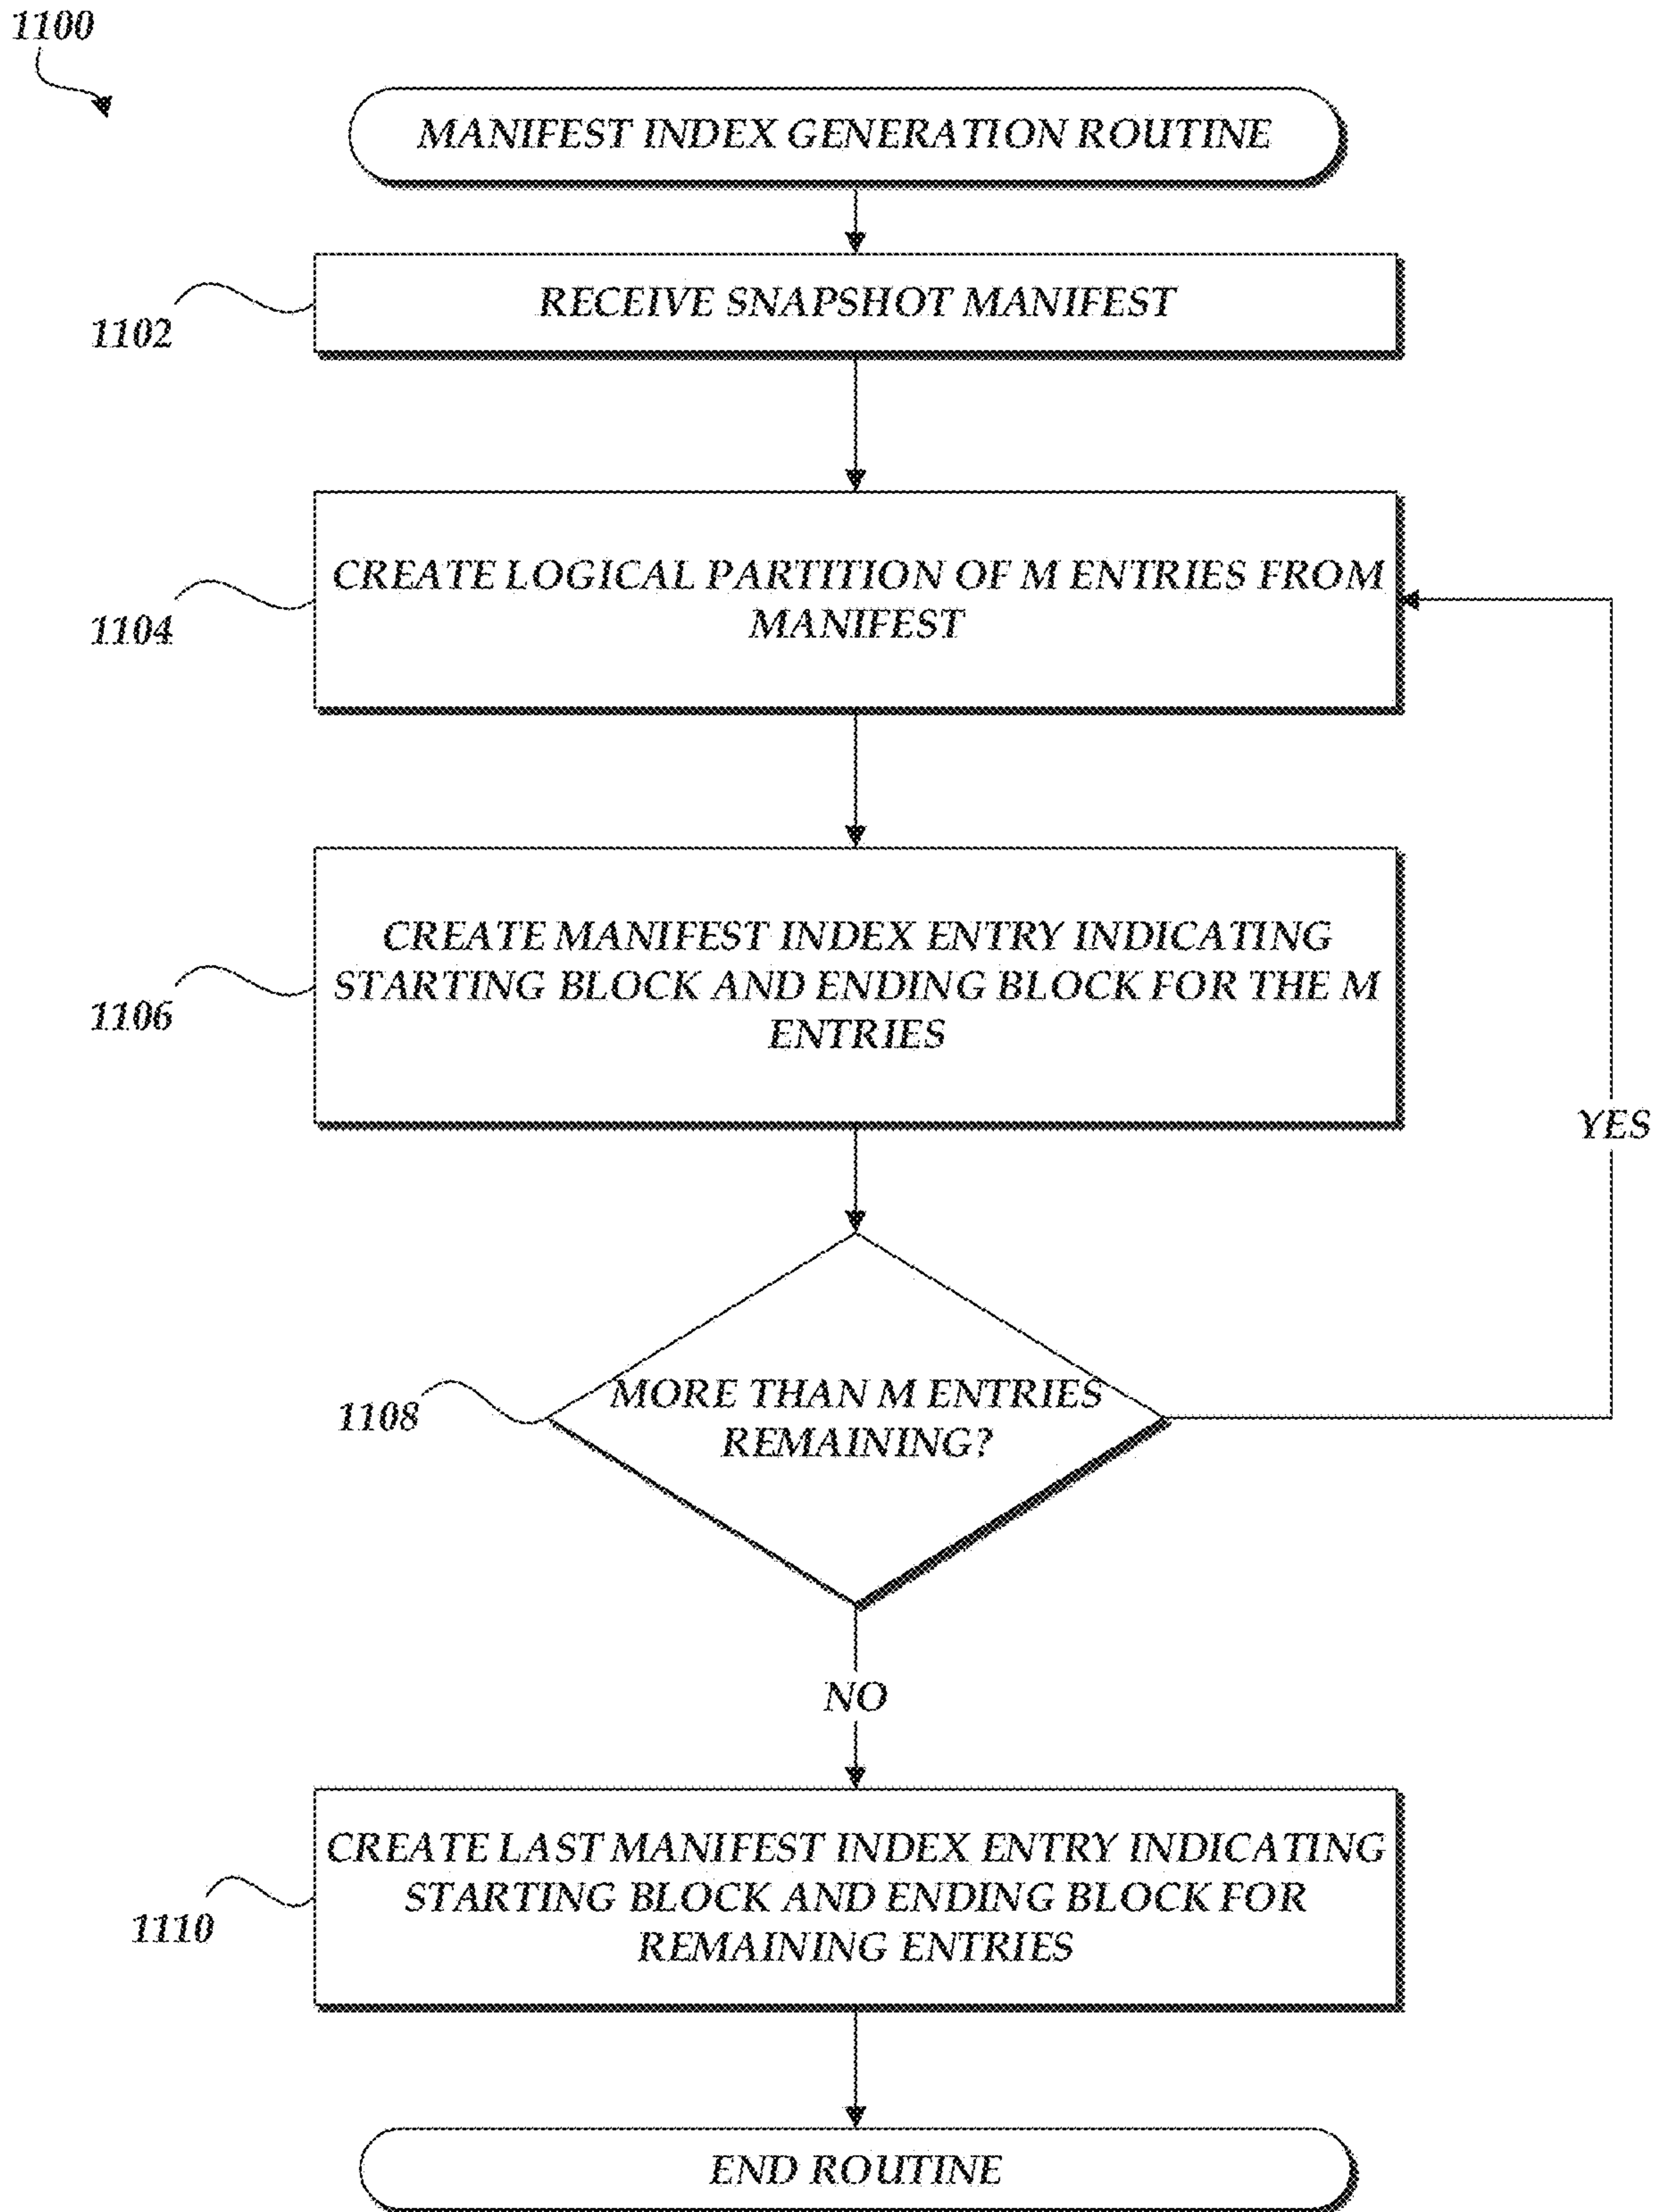 1100
MANIFEST INDEX GENERATION ROUTINE
RECEIVE SNAPSHOT MANIFEST
1102
CREATE LOGICAL PARTITION OF M ENTRIES FROM
MANIFEST
1104
CREATE MANIFEST INDEX ENTRY INDICATING
STARTING BLOCK AND ENDING BLOCK FOR THE M
ENTRIES
1106
YES
MORE THAN M ENTRIES
REMAINING?
1108
NO
CREATE LAST MANIFEST INDEX ENTRY INDICATING
STARTING BLOCK AND ENDING BLOCK FOR
REMAINING ENTRIES
1110
END ROUTINE